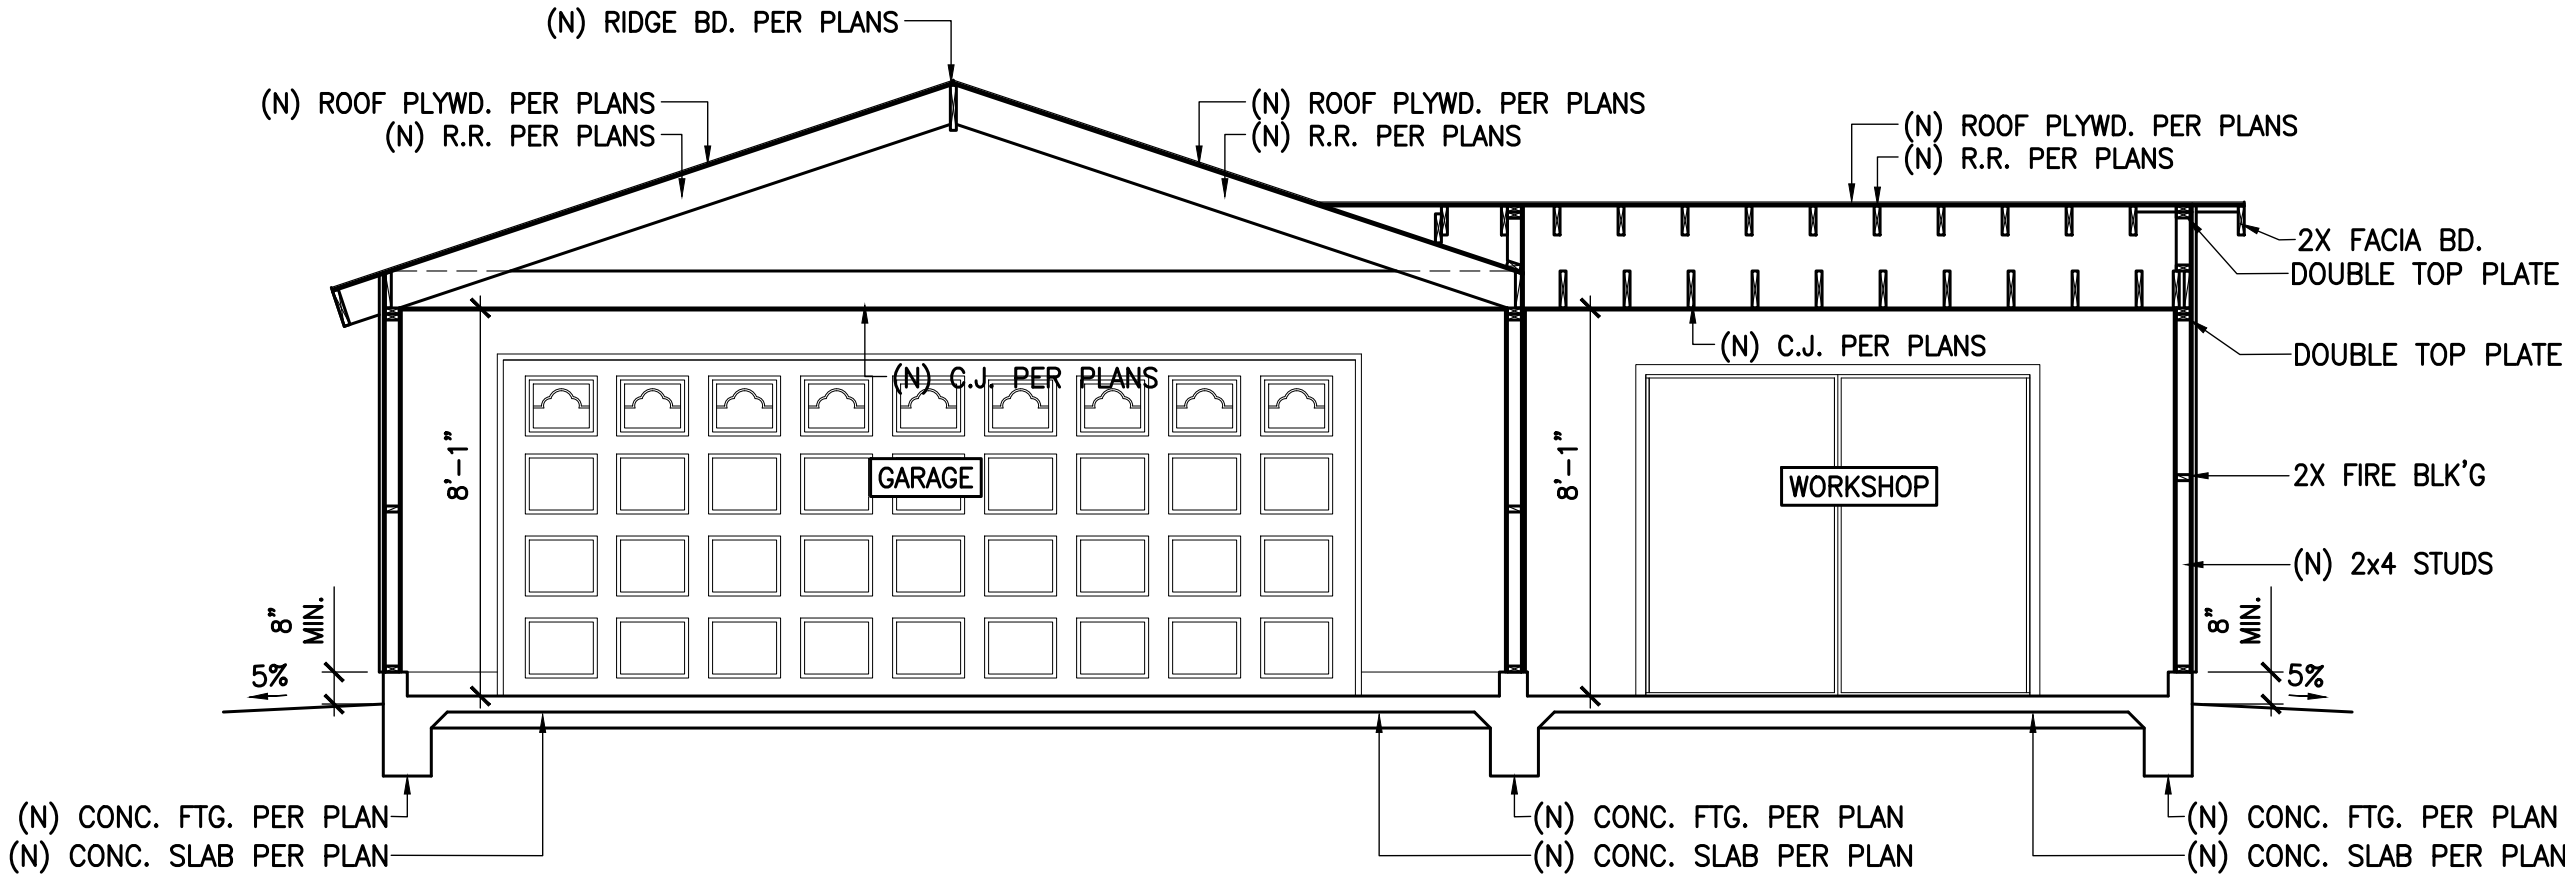 (N) RIDGE BD. PER PLANS
(N) ROOF PLYWD. PER PLANS
(N) R.R. PER PLANS
(N) ROOF PLYWD. PER PLANS
(N) R.R. PER PLANS
(N) ROOF PLYWD. PER PLANS
(N) R.R. PER PLANS
2X FACIA BD.
DOUBLE TOP PLATE
(N) C.J. PER PLANS
(N) C.J. PER PLANS
DOUBLE TOP PLATE
8'-1"
GARAGE
8'-1"
WORKSHOP
2X FIRE BLK'G
(N) 2x4 STUDS
8"
MIN.
8"
MIN.
5%
5%
(N) CONC. FTG. PER PLAN
(N) CONC. SLAB PER PLAN
(N) CONC. FTG. PER PLAN
(N) CONC. SLAB PER PLAN
(N) CONC. FTG. PER PLAN
(N) CONC. SLAB PER PLAN